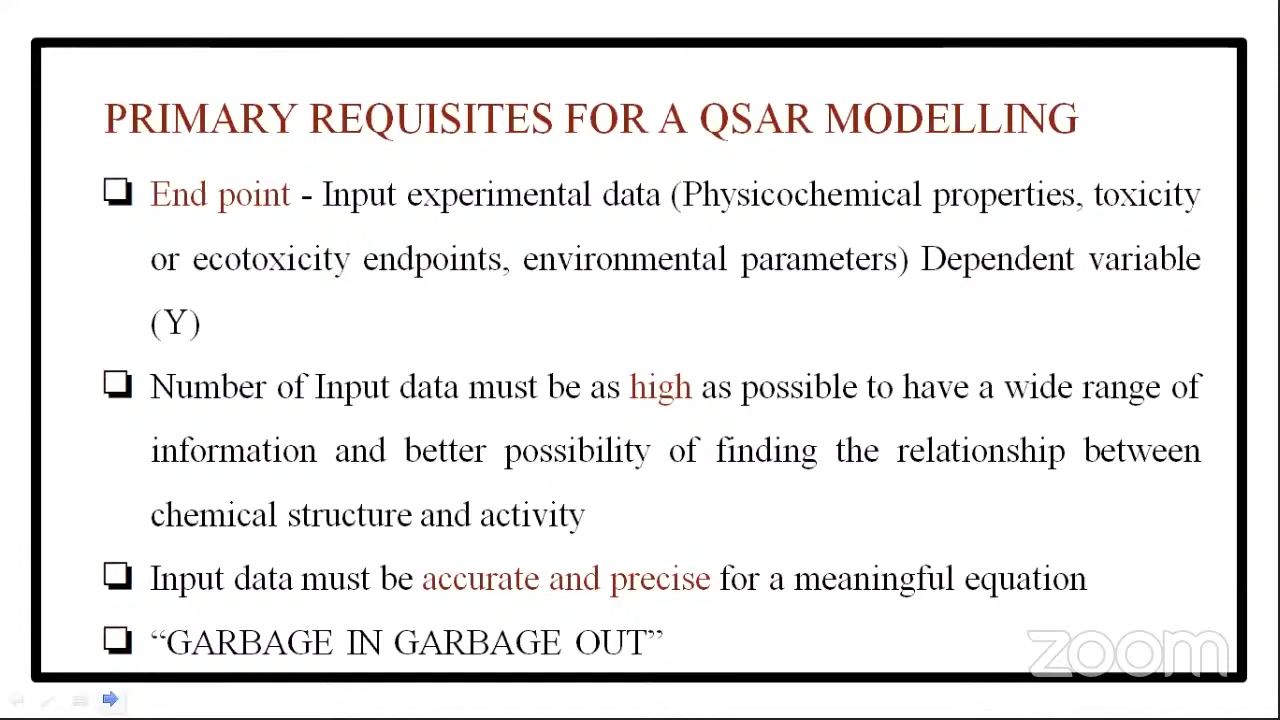 PRIMARY REQUISITES FOR A QSAR MODELLING
End point - Input experimental data (Physicochemical properties, toxicity
or ecotoxicity endpoints, environmental parameters) Dependent variable
(Y)
Number of Input data must be as high as possible to have a wide range of
information and better possibility of finding the relationship between
chemical structure and activity
Input data must be accurate and precise for a meaningful equation
“GARBAGE IN GARBAGE OUT”
zoom